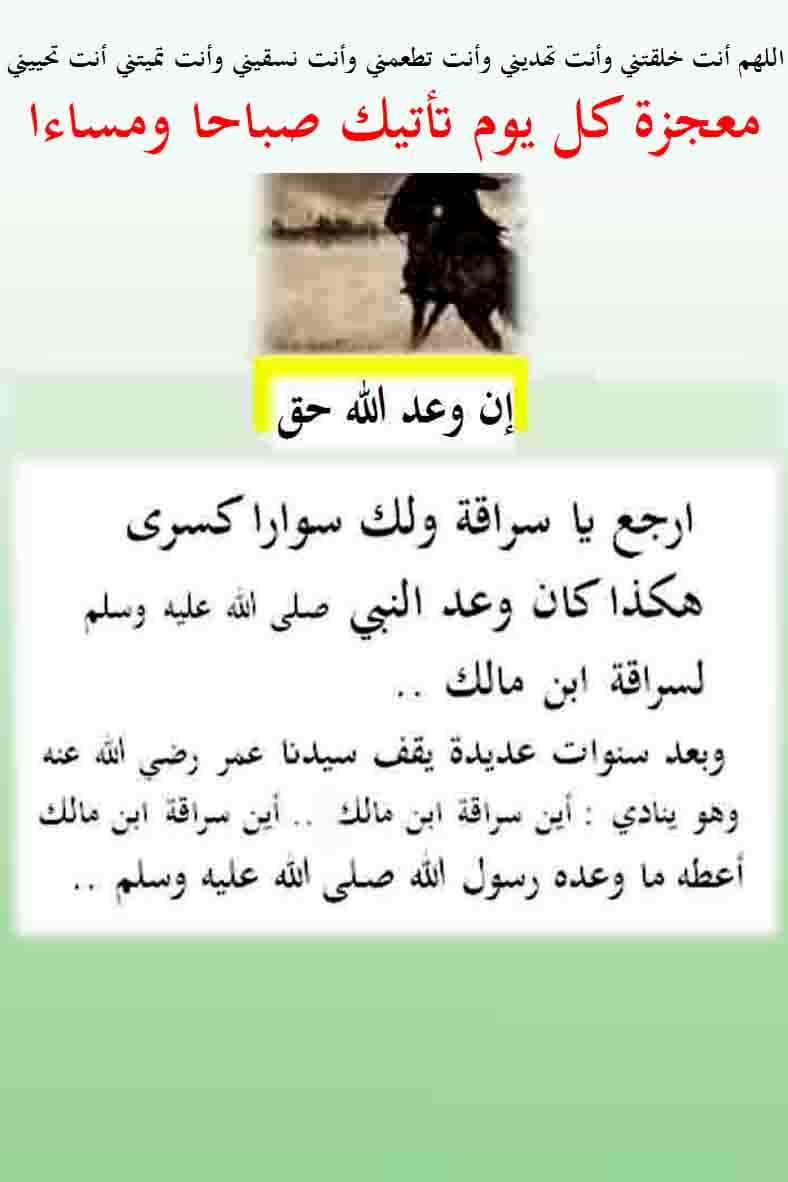 اللهم أنت خلقتني وأنت تهديني وأنت تطعمني وأنت نسقيني وأنت تميتني أنت تحييني
معجزة كل يوم تأتيك صباحا ومساءا
إن وعد الله حق
ارجع يا سراقة ولك سوارا كسرى
هكذا كان وعد النبي صلى الله عليه وسلم
لسراقة ابن مالك ..
وبعد سنوات عديدة يقف سيدنا عمر رضي الله عنه
وهو ينادي : أين سراقة ابن مالك .. أين سراقة ابن مالك
أعطه ما وعده رسول الله صلى الله عليه وسلم ..